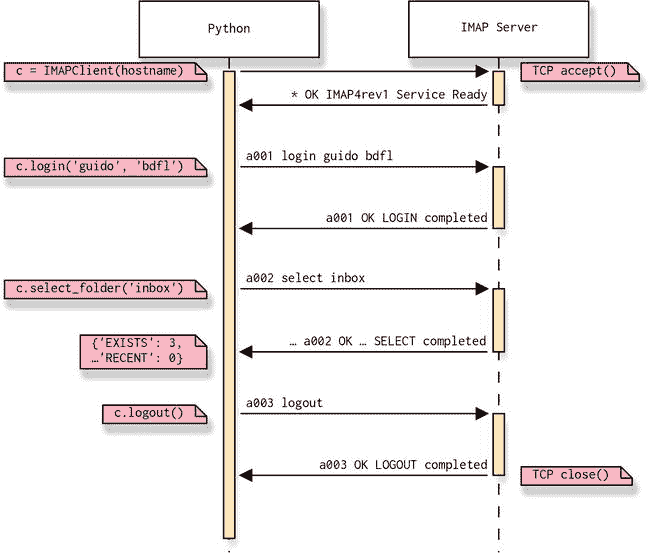 Python
IMAP Server
c = IMAPClient(hostname)
TCP accept()
* OK IMAP4rev1 Service Ready
c.login('guido', 'bdfl')
a001 login guido bdfl
a001 OK LOGIN completed
c.select_folder('inbox')
a002 select inbox
{'EXISTS': 3,
…'RECENT': 0}
… a002 OK … SELECT completed
c.logout()
a003 logout
a003 OK LOGOUT completed
TCP close()